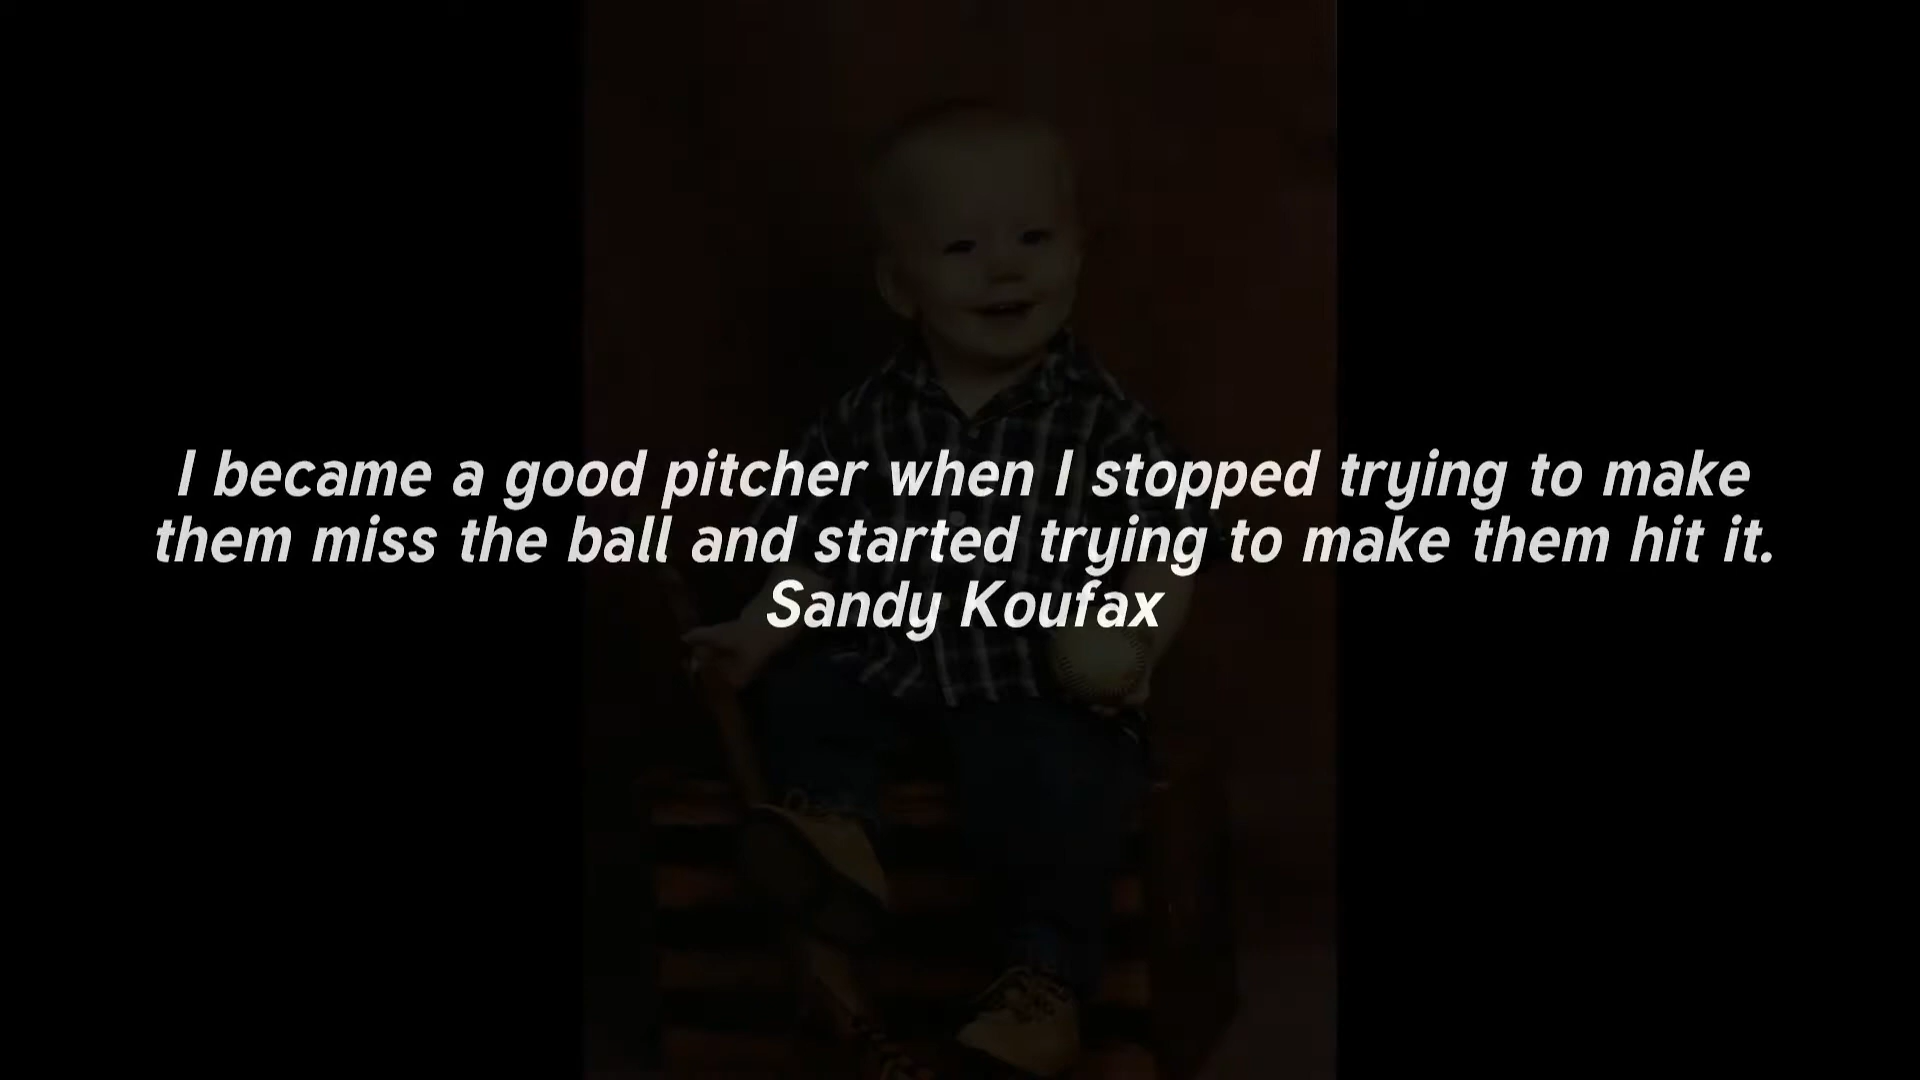 I became a good pitcher when I stopped trying to make
them miss the ball and started trying to make them hit it.
Sandy Koufax